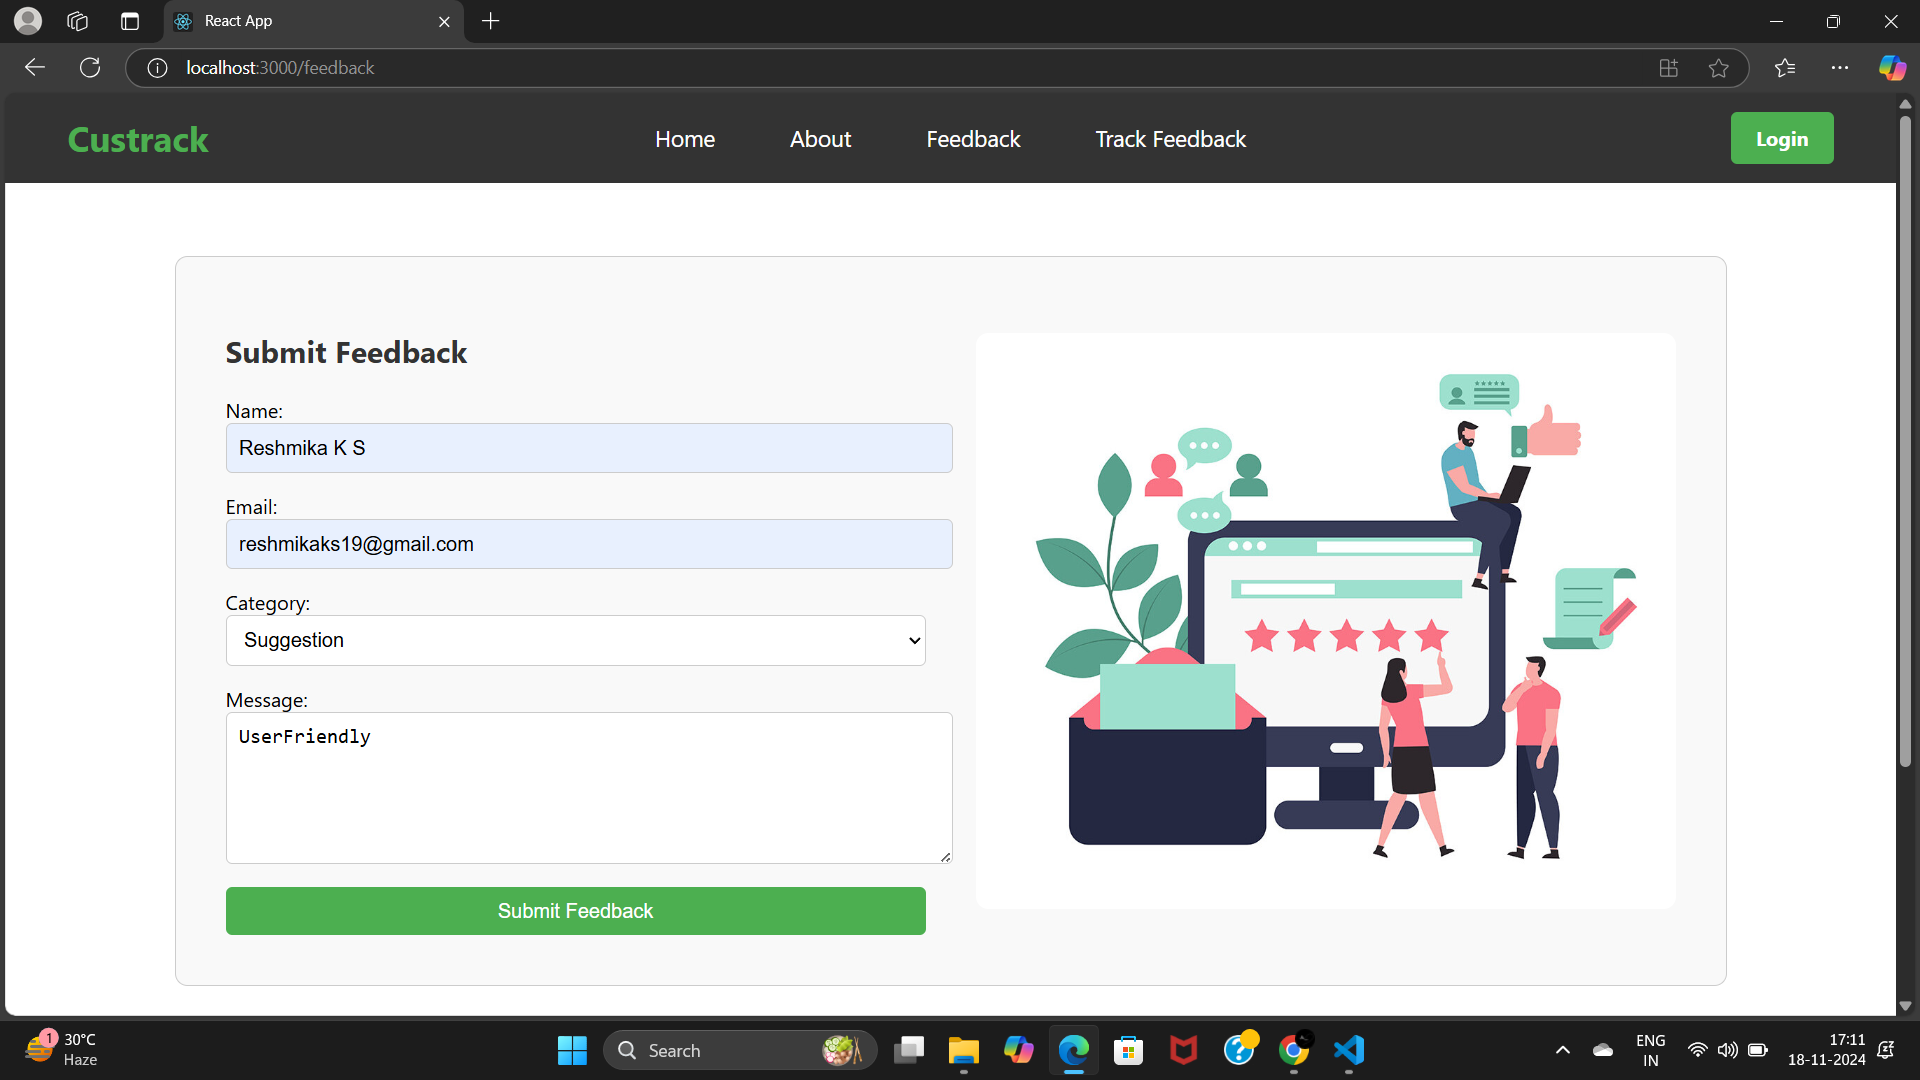 React App
localhost:3000/feedback
Custrack
Home
About
Feedback
Track Feedback
Login
Submit Feedback
Name:
Reshmika K S
Email:
reshmikaks19@gmail.com
Category:
Suggestion
Message:
UserFriendly
Submit Feedback
1
30°C
Haze
Search
ENG
IN
17:11
18-11-2024